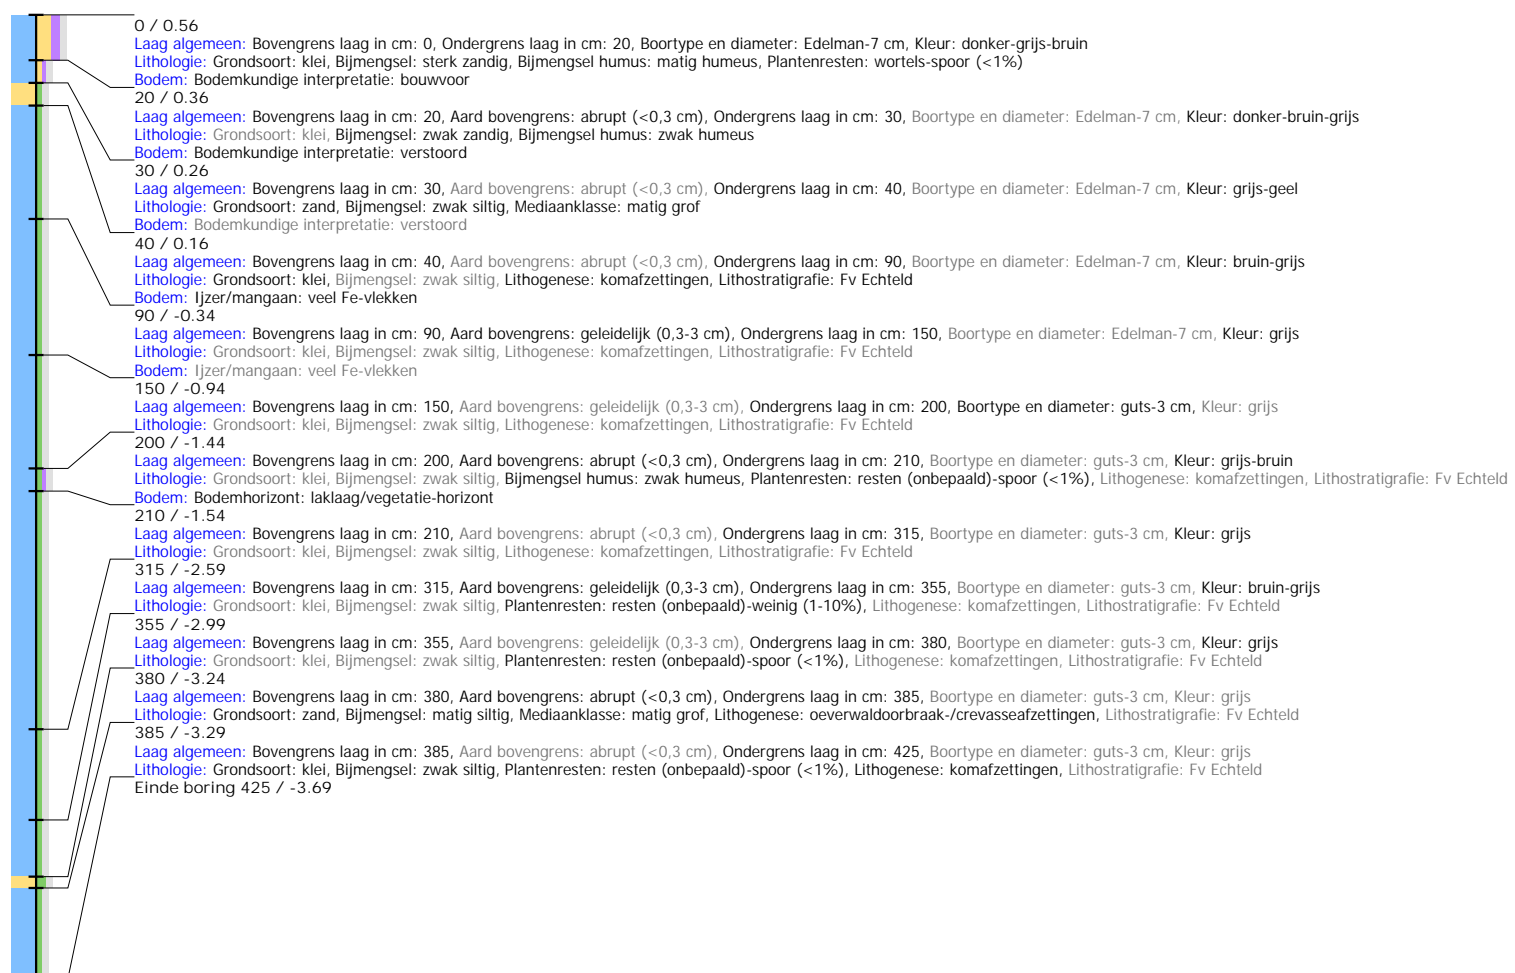 0 / 0.56
Laag algemeen: Bovengrens laag in cm: 0, Ondergrens laag in cm: 20, Boortype en diameter: Edelman-7 cm, Kleur: donker-grijs-bruin
Lithologie: Grondsoort: klei, Bijmengsel: sterk zandig, Bijmengsel humus: matig humeus, Plantenresten: wortels-spoor (<1%)
Bodem: Bodemkundige interpretatie: bouwvoor
20 / 0.36
Laag algemeen: Bovengrens laag in cm: 20, Aard bovengrens: abrupt (<0,3 cm), Ondergrens laag in cm: 30, Boortype en diameter: Edelman-7 cm, Kleur: donker-bruin-grijs
Lithologie: Grondsoort: klei, Bijmengsel: zwak zandig, Bijmengsel humus: zwak humeus
Bodem: Bodemkundige interpretatie: verstoord
30 / 0.26
Laag algemeen: Bovengrens laag in cm: 30, Aard bovengrens: abrupt (<0,3 cm), Ondergrens laag in cm: 40, Boortype en diameter: Edelman-7 cm, Kleur: grijs-geel
Lithologie: Grondsoort: zand, Bijmengsel: zwak siltig, Mediaanklasse: matig grof
Bodem: Bodemkundige interpretatie: verstoord
40 / 0.16
Laag algemeen: Bovengrens laag in cm: 40, Aard bovengrens: abrupt (<0,3 cm), Ondergrens laag in cm: 90, Boortype en diameter: Edelman-7 cm, Kleur: bruin-grijs
Lithologie: Grondsoort: klei, Bijmengsel: zwak siltig, Lithogenese: komafzettingen, Lithostratigrafie: Fv Echteld
Bodem: Ijzer/mangaan: veel Fe-vlekken
90 / -0.34
Laag algemeen: Bovengrens laag in cm: 90, Aard bovengrens: geleidelijk (0,3-3 cm), Ondergrens laag in cm: 150, Boortype en diameter: Edelman-7 cm, Kleur: grijs
Lithologie: Grondsoort: klei, Bijmengsel: zwak siltig, Lithogenese: komafzettingen, Lithostratigrafie: Fv Echteld
Bodem: Ijzer/mangaan: veel Fe-vlekken
150 / -0.94
Laag algemeen: Bovengrens laag in cm: 150, Aard bovengrens: geleidelijk (0,3-3 cm), Ondergrens laag in cm: 200, Boortype en diameter: guts-3 cm, Kleur: grijs
Lithologie: Grondsoort: klei, Bijmengsel: zwak siltig, Lithogenese: komafzettingen, Lithostratigrafie: Fv Echteld
200 / -1.44
Laag algemeen: Bovengrens laag in cm: 200, Aard bovengrens: abrupt (<0,3 cm), Ondergrens laag in cm: 210, Boortype en diameter: guts-3 cm, Kleur: grijs-bruin
Lithologie: Grondsoort: klei, Bijmengsel: zwak siltig, Bijmengsel humus: zwak humeus, Plantenresten: resten (onbepaald)-spoor (<1%), Lithogenese: komafzettingen, Lithostratigrafie: Fv Echteld
Bodem: Bodemhorizont: laklaag/vegetatie-horizont
210 / -1.54
Laag algemeen: Bovengrens laag in cm: 210, Aard bovengrens: abrupt (<0,3 cm), Ondergrens laag in cm: 315, Boortype en diameter: guts-3 cm, Kleur: grijs
Lithologie: Grondsoort: klei, Bijmengsel: zwak siltig, Lithogenese: komafzettingen, Lithostratigrafie: Fv Echteld
315 / -2.59
Laag algemeen: Bovengrens laag in cm: 315, Aard bovengrens: geleidelijk (0,3-3 cm), Ondergrens laag in cm: 355, Boortype en diameter: guts-3 cm, Kleur: bruin-grijs
Lithologie: Grondsoort: klei, Bijmengsel: zwak siltig, Plantenresten: resten (onbepaald)-weinig (1-10%), Lithogenese: komafzettingen, Lithostratigrafie: Fv Echteld
355 / -2.99
Laag algemeen: Bovengrens laag in cm: 355, Aard bovengrens: geleidelijk (0,3-3 cm), Ondergrens laag in cm: 380, Boortype en diameter: guts-3 cm, Kleur: grijs
Lithologie: Grondsoort: klei, Bijmengsel: zwak siltig, Plantenresten: resten (onbepaald)-spoor (<1%), Lithogenese: komafzettingen, Lithostratigrafie: Fv Echteld
380 / -3.24
Laag algemeen: Bovengrens laag in cm: 380, Aard bovengrens: abrupt (<0,3 cm), Ondergrens laag in cm: 385, Boortype en diameter: guts-3 cm, Kleur: grijs
Lithologie: Grondsoort: zand, Bijmengsel: matig siltig, Mediaanklasse: matig grof, Lithogenese: oeverwaldoorbraak-/crevasseafzettingen, Lithostratigrafie: Fv Echteld
385 / -3.29
Laag algemeen: Bovengrens laag in cm: 385, Aard bovengrens: abrupt (<0,3 cm), Ondergrens laag in cm: 425, Boortype en diameter: guts-3 cm, Kleur: grijs
Lithologie: Grondsoort: klei, Bijmengsel: zwak siltig, Plantenresten: resten (onbepaald)-spoor (<1%), Lithogenese: komafzettingen, Lithostratigrafie: Fv Echteld
Einde boring 425 / -3.69